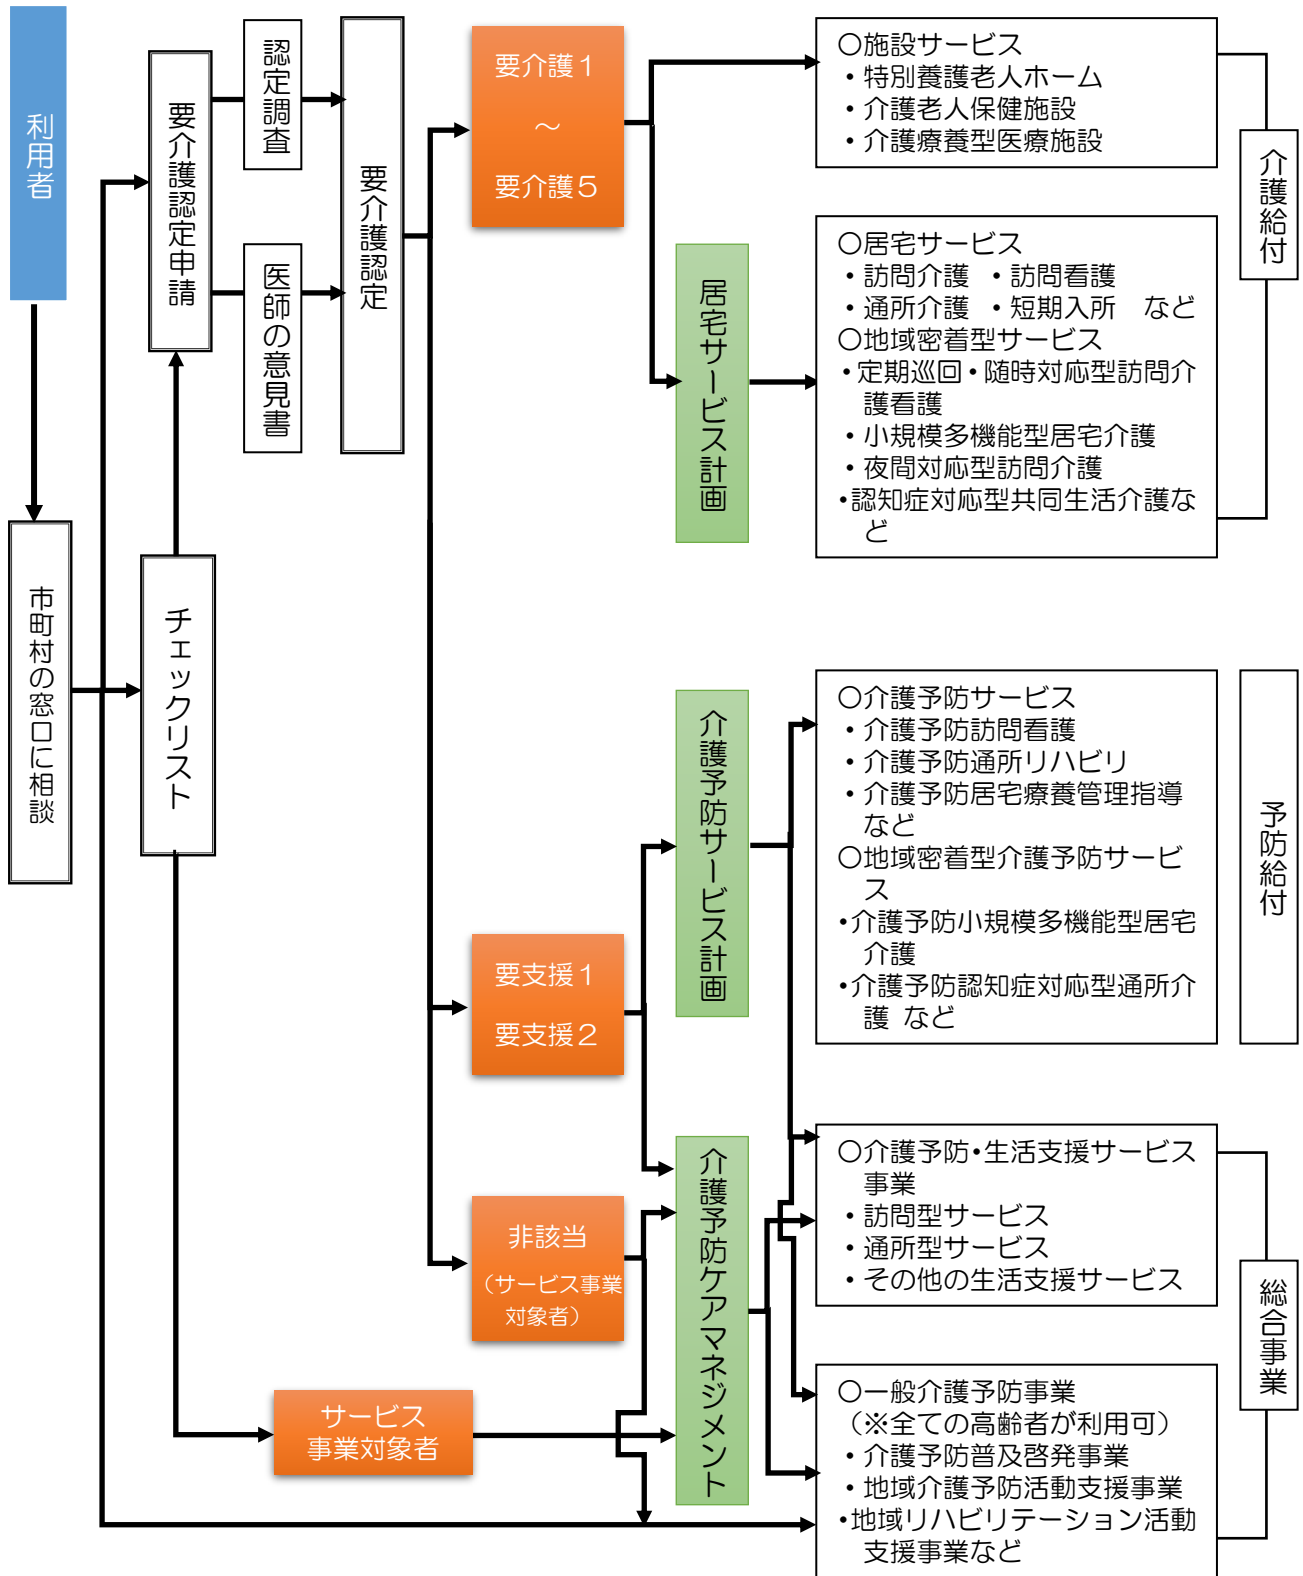 利用者
市町村の窓口に相談
要介護認定申請
チェックリスト
認定調査
医師の意見書
要介護認定
要介護１
～
要介護５
要支援１
要支援２
非該当
（サービス事業
対象者）
サービス
事業対象者
居宅サービス計画
介護予防サービス計画
介護予防ケアマネジメント
〇施設サービス
・特別養護老人ホーム
・介護老人保健施設
・介護療養型医療施設
〇居宅サービス
・訪問介護 ・訪問看護
・通所介護 ・短期入所 など
〇地域密着型サービス
・定期巡回・随時対応型訪問介
護看護
・小規模多機能型居宅介護
・夜間対応型訪問介護
・認知症対応型共同生活介護な
ど
介護給付
〇介護予防サービス
・介護予防訪問看護
・介護予防通所リハビリ
・介護予防居宅療養管理指導
など
〇地域密着型介護予防サービ
ス
・介護予防小規模多機能型居宅
介護
・介護予防認知症対応型通所介
護 など
予防給付
〇介護予防・生活支援サービス
事業
・訪問型サービス
・通所型サービス
・その他の生活支援サービス
〇一般介護予防事業
（※全ての高齢者が利用可）
・介護予防普及啓発事業
・地域介護予防活動支援事業
・地域リハビリテーション活動
支援事業など
総合事業